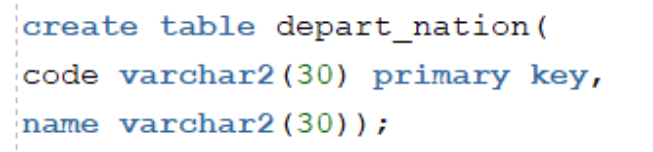 create table depart_nation(
code varchar2(30) primary key,
name varchar2(30));